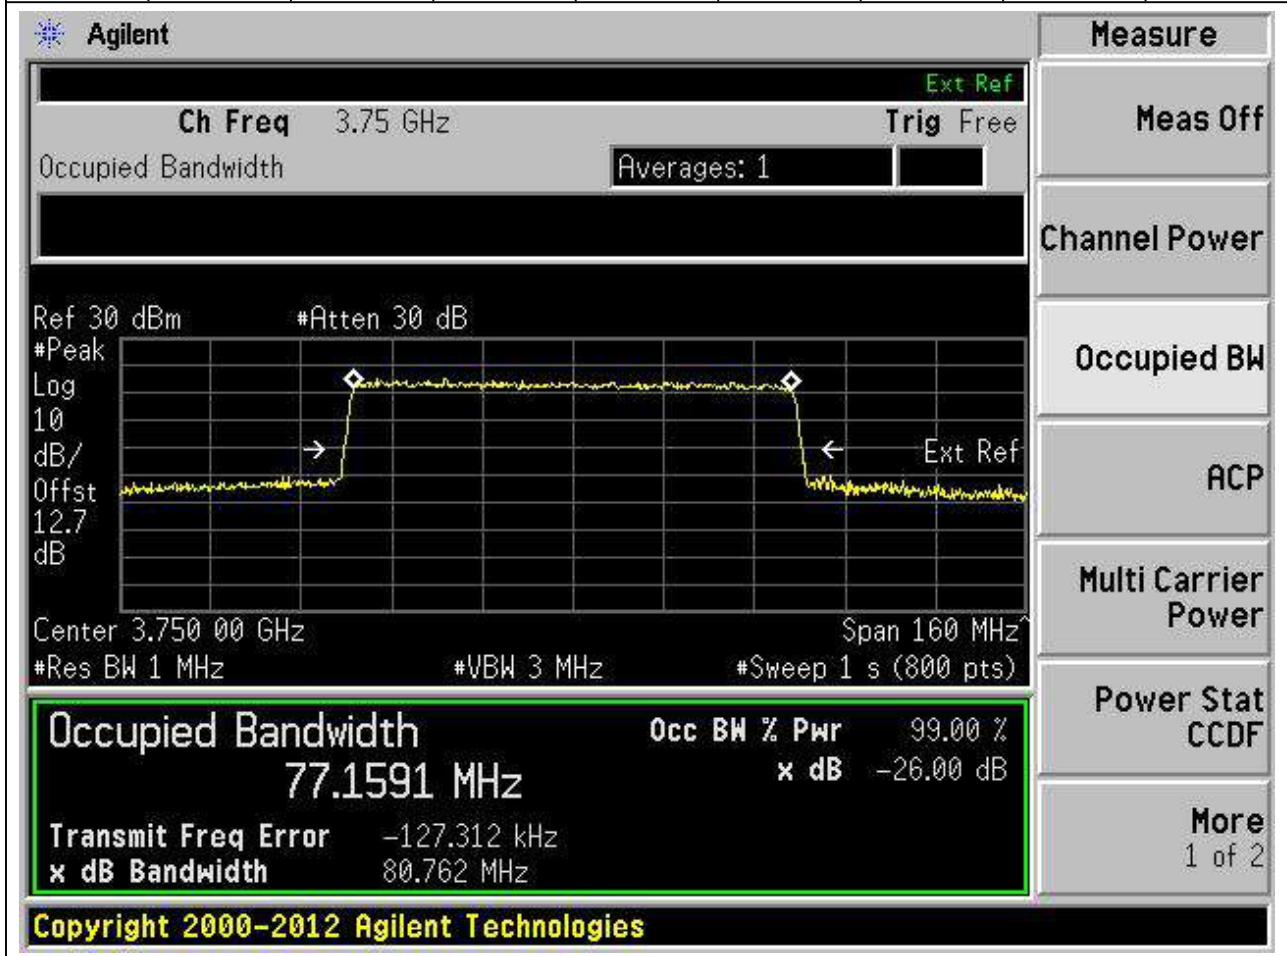 Agilent
Measure
Ext Ref
Ch Freq 3.75 GHz Trig Free
Meas Off
Occupied Bandwidth Averages: 1
Channel Power
Ref 30 dBm #Atten 30 dB
#Peak
Log
10
dB/
Offst
12.7
dB
Ext Ref
Occupied BW
ACP
Center 3.750 00 GHz Span 160 MHz^
#Res BW 1 MHz #VBW 3 MHz #Sweep 1 s (800 pts)
Multi Carrier
Power
Occupied Bandwidth Occ BW % Pwr 99.00 %
77.1591 MHz x dB -26.00 dB
Transmit Freq Error -127.312 kHz
x dB Bandwidth 80.762 MHz
Power Stat
CCDF
More
1 of 2
Copyright 2000-2012 Agilent Technologies